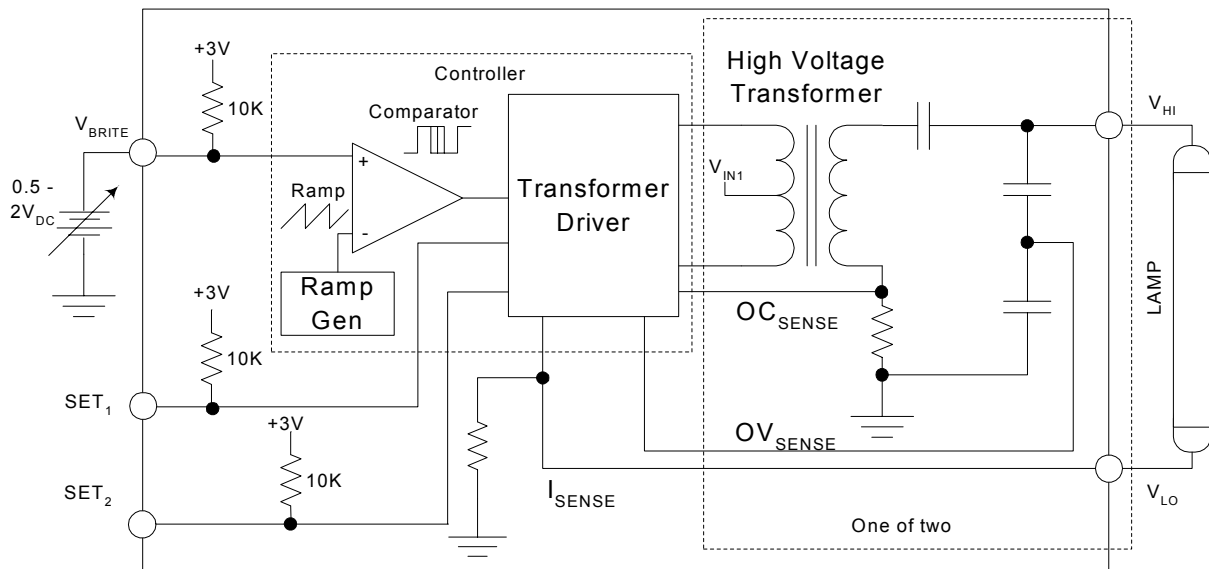 +3V
10K
V_BRITE
0.5 -
2V_DC
Controller
Comparator
+
Ramp
-
Ramp
Gen
Transformer
Driver
High Voltage
Transformer
V_IN1
V_HI
LAMP
+3V
10K
SET_1
OC_SENSE
+3V
10K
SET_2
OV_SENSE
I_SENSE
V_LO
One of two